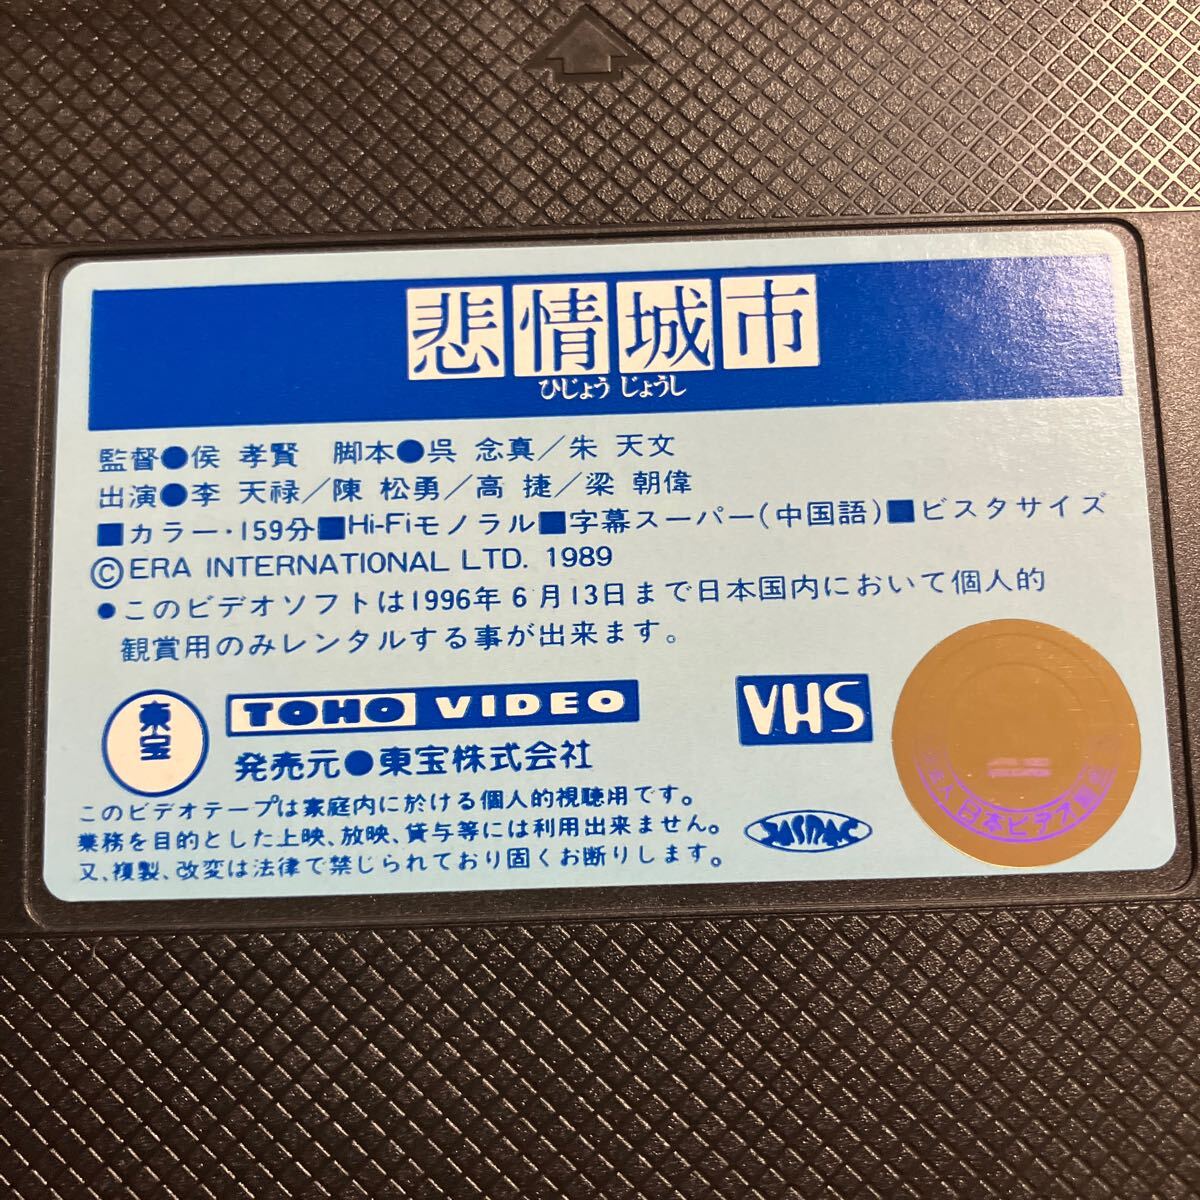 悲情城市
ひじょうじょうし
監督●侯 孝賢 脚本●呉 念真／朱 天文
出演●李 天禄／陳 松勇／高 捷／梁 朝偉
■カラー・159分■Hi-Fiモノラル■字幕スーパー(中国語)■ビスタサイズ
©ERA INTERNATIONAL LTD. 1989
●このビデオソフトは1996年6月13日まで日本国内において個人的
観賞用のみレンタルする事が出来ます。
東宝
TOHO VIDEO
VHS
発売元●東宝株式会社
このビデオテープは家庭内に於ける個人的視聴用です。
業務を目的とした上映、放映、貸与等には利用出来ません。
又、複製、改変は法律で禁じられており固くお断りします。
JASRAC
人日本ビデオ